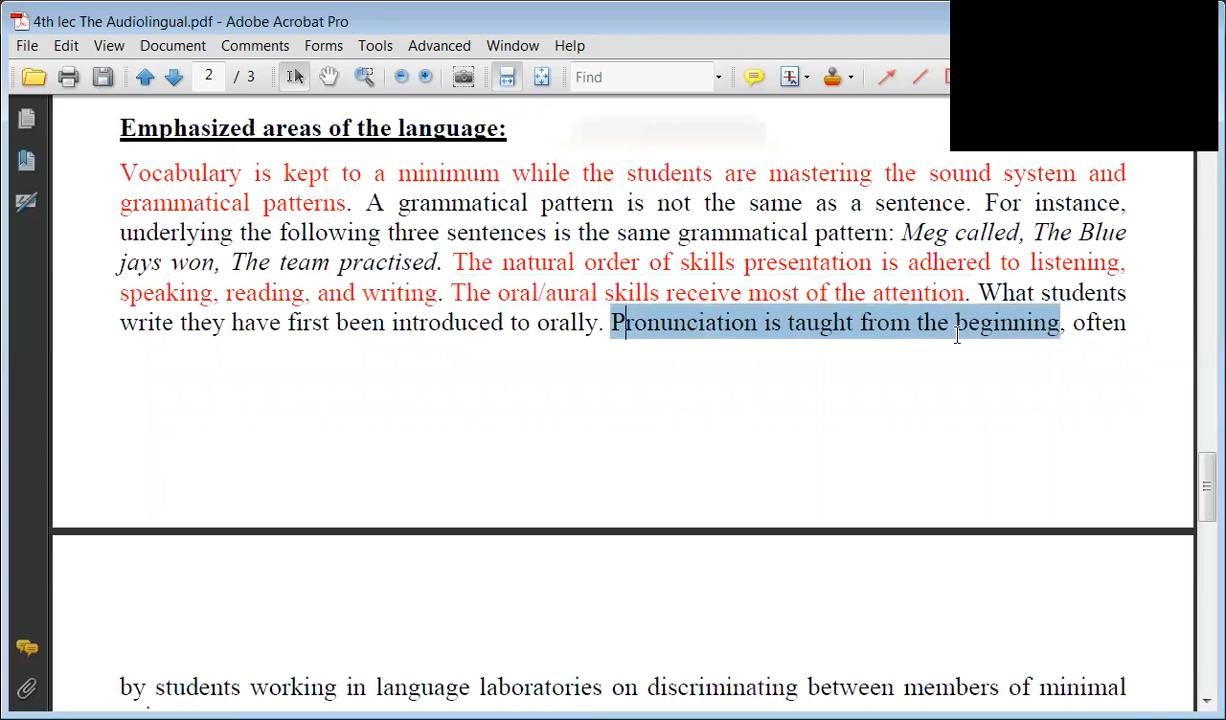 4th lec The Audiolingual.pdf - Adobe Acrobat Pro
File Edit View Document Comments Forms Tools Advanced Window Help
2 / 3 Find
Emphasized areas of the language:
Vocabulary is kept to a minimum while the students are mastering the sound system and
grammatical patterns. A grammatical pattern is not the same as a sentence. For instance,
underlying the following three sentences is the same grammatical pattern: Meg called, The Blue
jays won, The team practised. The natural order of skills presentation is adhered to listening,
speaking, reading, and writing. The oral/aural skills receive most of the attention. What students
write they have first been introduced to orally. Pronunciation is taught from the beginning, often
by students working in language laboratories on discriminating between members of minimal